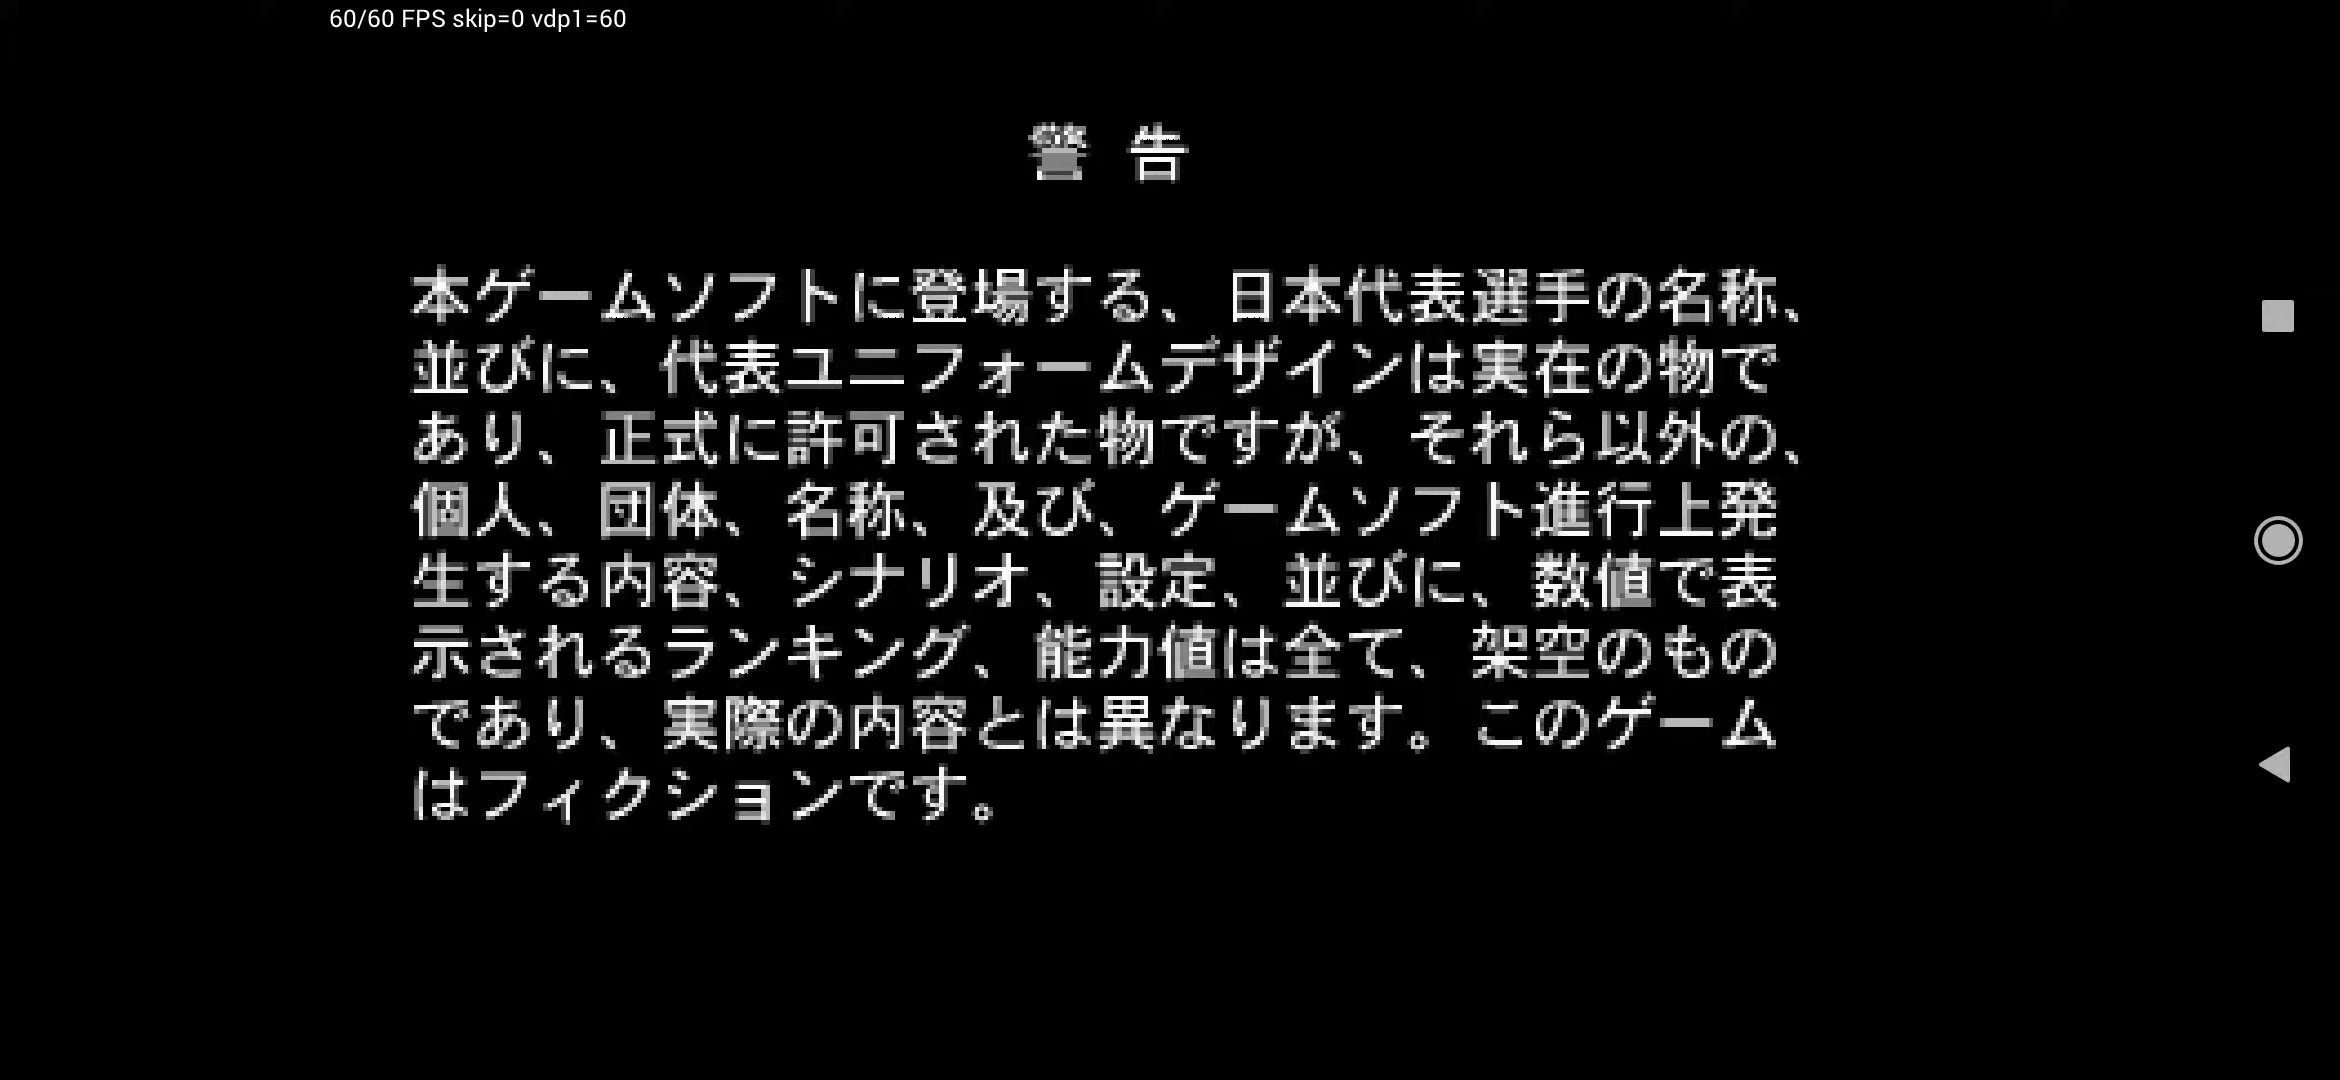 60/60 FPS skip=0 vdp1=60
警 告
本ゲームソフトに登場する、日本代表選手の名称、
並びに、代表ユニフォームデザインは実在の物で
あり、正式に許可された物ですが、それら以外の、
個人、団体、名称、及び、ゲームソフト進行上発
生する内容、シナリオ、設定、並びに、数値で表
示されるランキング、能力値は全て、架空のもの
であり、実際の内容とは異なります。このゲーム
はフィクションです。